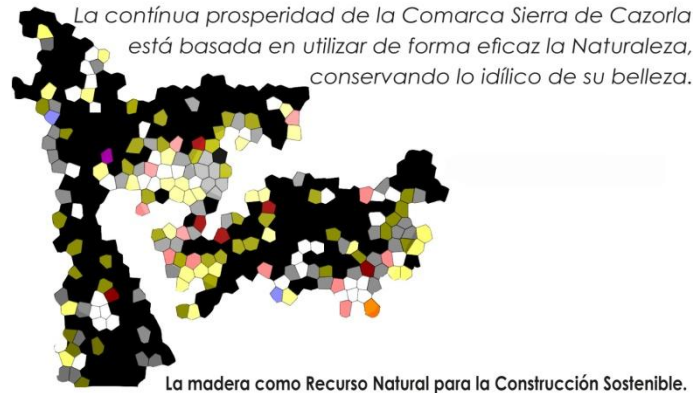 La contínua prosperidad de la Comarca Sierra de Cazorla
está basada en utilizar de forma eficaz la Naturaleza,
conservando lo idílico de su belleza.
La madera como Recurso Natural para la Construcción Sostenible.